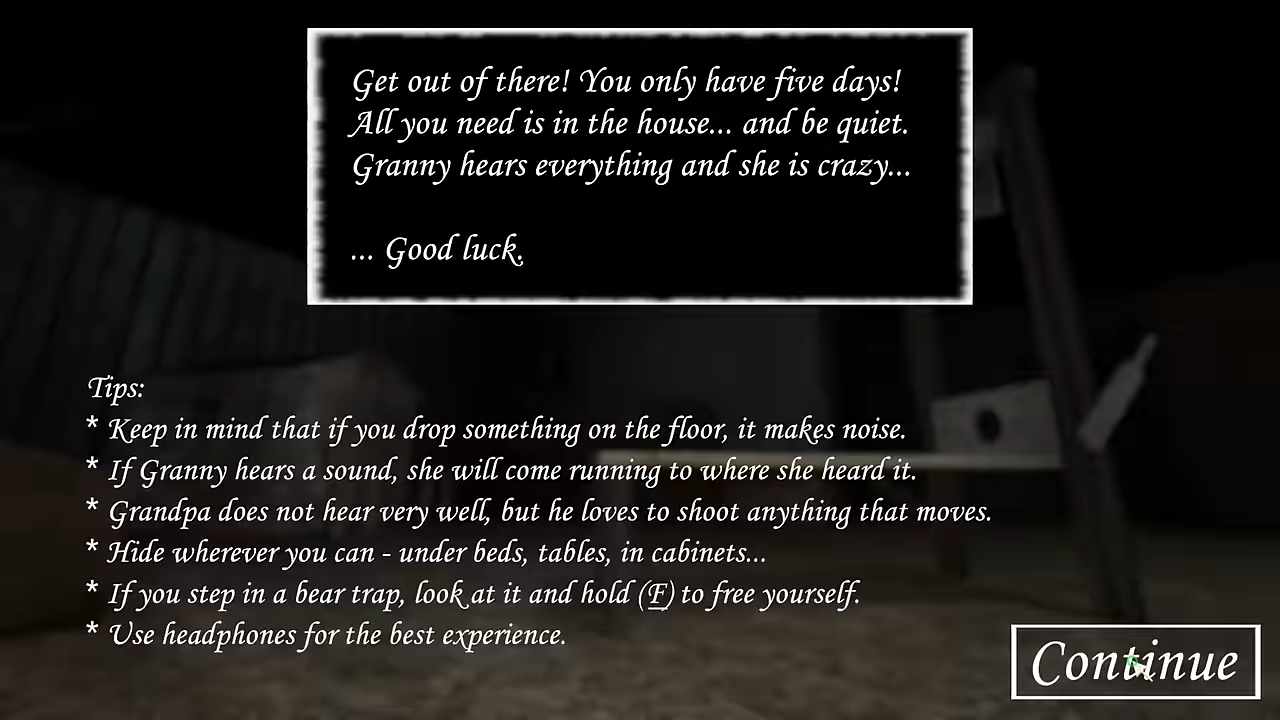 Get out of there! You only have five days!
All you need is in the house... and be quiet.
Granny hears everything and she is crazy...
... Good luck.
Tips:
* Keep in mind that if you drop something on the floor, it makes noise.
* If Granny hears a sound, she will come running to where she heard it.
* Grandpa does not hear very well, but he loves to shoot anything that moves.
* Hide wherever you can - under beds, tables, in cabinets...
* If you step in a bear trap, look at it and hold (F) to free yourself.
* Use headphones for the best experience.
Continue